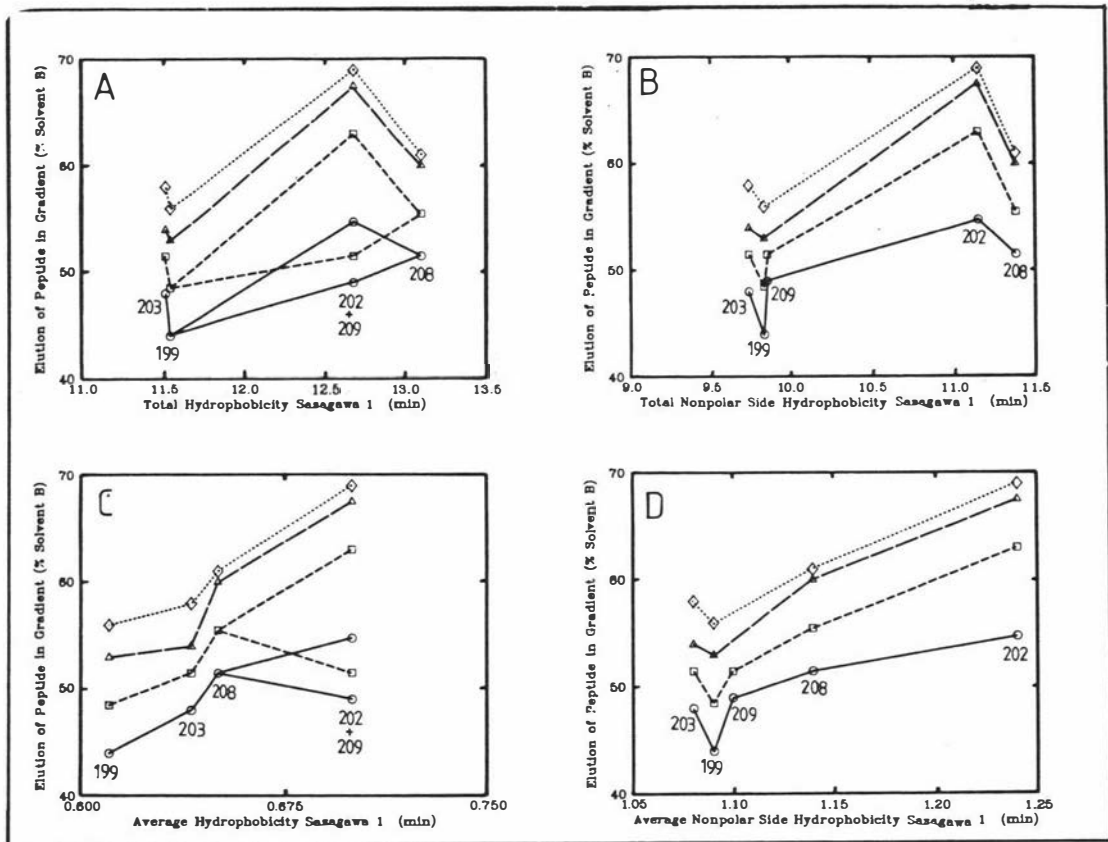 A
Elution of Peptide in Gradient (% Solvent B)
70
60
50
40
203
199
202
+
209
208
11.0 11.5 12.0 12.5 13.0 13.5
Total Hydrophobicity Sasagawa 1 (min)
B
Elution of Peptide in Gradient (% Solvent B)
70
60
50
40
203
199
209
202
208
9.0 9.5 10.0 10.5 11.0 11.5
Total Nonpolar Side Hydrophobicity Sasagawa 1 (min)
C
Elution of Peptide in Gradient (% Solvent B)
70
60
50
40
199
203
208
202
+
209
0.600 0.675 0.750
Average Hydrophobicity Sasagawa 1 (min)
D
Elution of Peptide in Gradient (% Solvent B)
70
60
50
40
203
199
209
208
202
1.05 1.10 1.15 1.20 1.25
Average Nonpolar Side Hydrophobicity Sasagawa 1 (min)